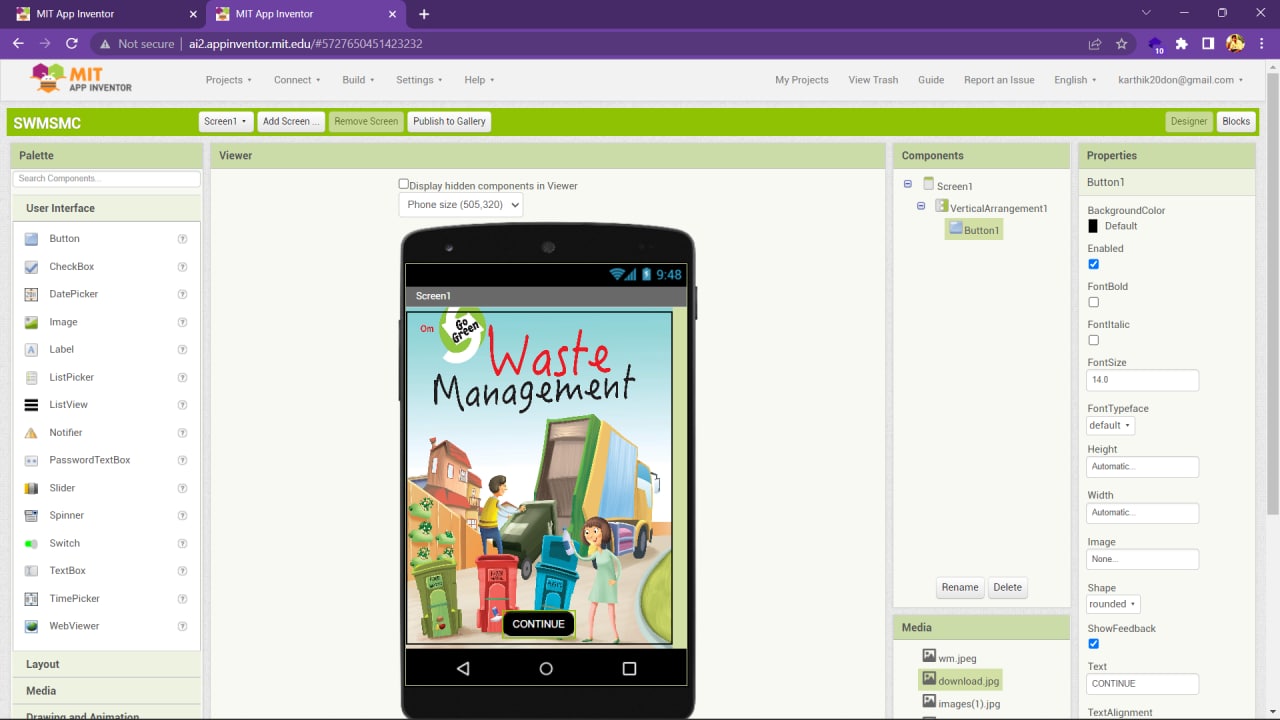 MIT App Inventor
MIT App Inventor
Not secure | ai2.appinventor.mit.edu/#5727650451423232
10
MIT
APP INVENTOR
Projects
Connect
Build
Settings
Help
My Projects
View Trash
Guide
Report an Issue
English
karthik20don@gmail.com
SWMSMC
Screen1
Add Screen ...
Remove Screen
Publish to Gallery
Designer
Blocks
Palette
Search Components...
User Interface
Button
CheckBox
DatePicker
Image
Label
ListPicker
ListView
Notifier
PasswordTextBox
Slider
Spinner
Switch
TextBox
TimePicker
WebViewer
Layout
Media
Drawing and Animation
Viewer
Display hidden components in Viewer
Phone size (505,320)
9:48
Screen1
Om
Go
Green
Waste
Management
CONTINUE
Components
Screen1
VerticalArrangement1
Button1
Rename
Delete
Media
wm.jpeg
download.jpg
images(1).jpg
Properties
Button1
BackgroundColor
Default
Enabled
FontBold
FontItalic
FontSize
14.0
FontTypeface
default
Height
Automatic...
Width
Automatic...
Image
None...
Shape
rounded
ShowFeedback
Text
CONTINUE
TextAlignment